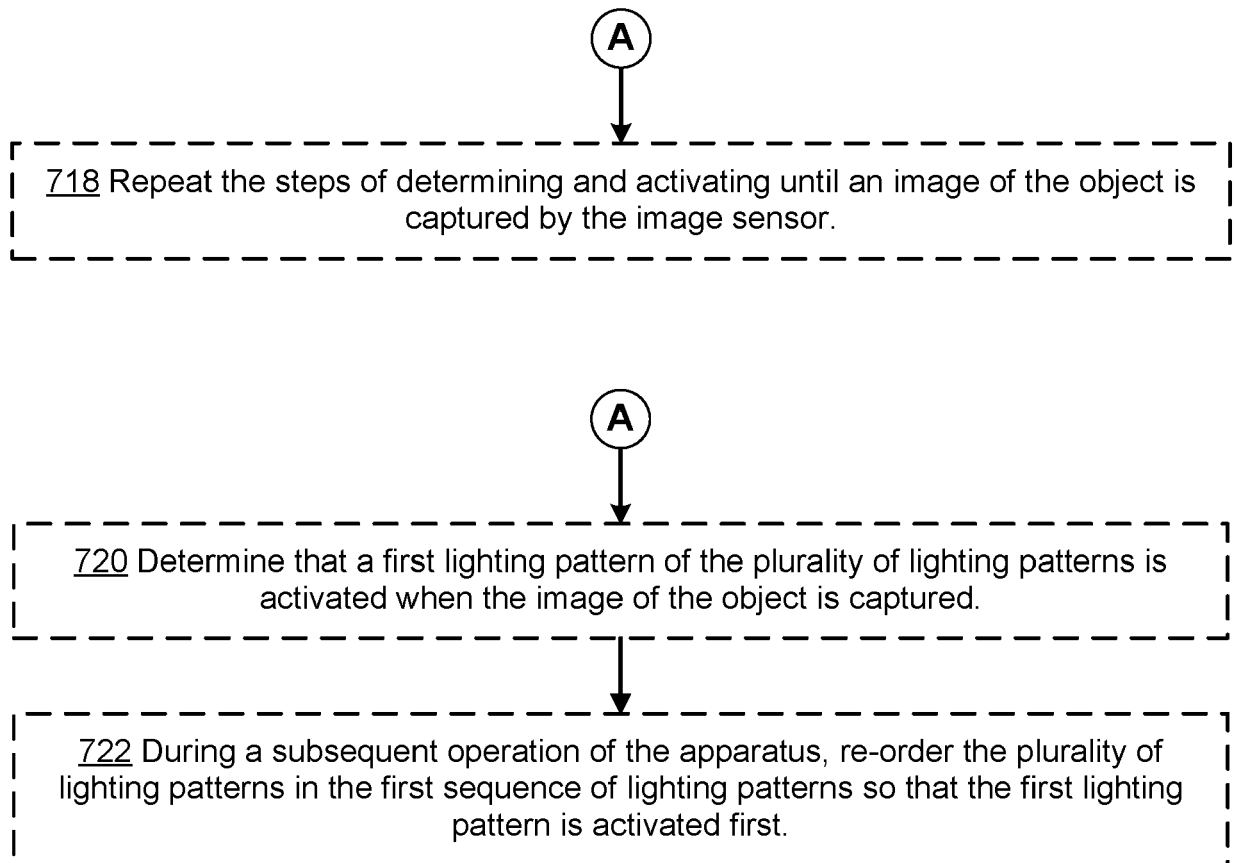 A
718 Repeat the steps of determining and activating until an image of the object is
captured by the image sensor.
A
720 Determine that a first lighting pattern of the plurality of lighting patterns is
activated when the image of the object is captured.
722 During a subsequent operation of the apparatus, re-order the plurality of
lighting patterns in the first sequence of lighting patterns so that the first lighting
pattern is activated first.